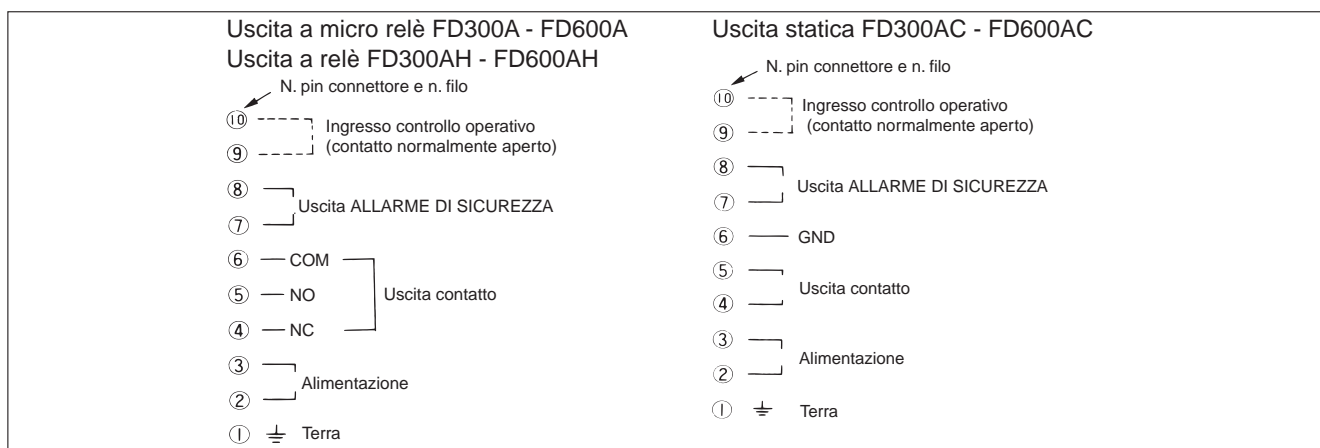 Uscita a micro relè FD300A - FD600A
Uscita a relè FD300AH - FD600AH
N. pin connettore e n. filo
10
Ingresso controllo operativo
(contatto normalmente aperto)
9
8
Uscita ALLARME DI SICUREZZA
7
6 COM
5 NO
Uscita contatto
4 NC
3
Alimentazione
2
1 Terra
Uscita statica FD300AC - FD600AC
N. pin connettore e n. filo
10
Ingresso controllo operativo
(contatto normalmente aperto)
9
8
Uscita ALLARME DI SICUREZZA
7
6 GND
5
Uscita contatto
4
3
Alimentazione
2
1 Terra